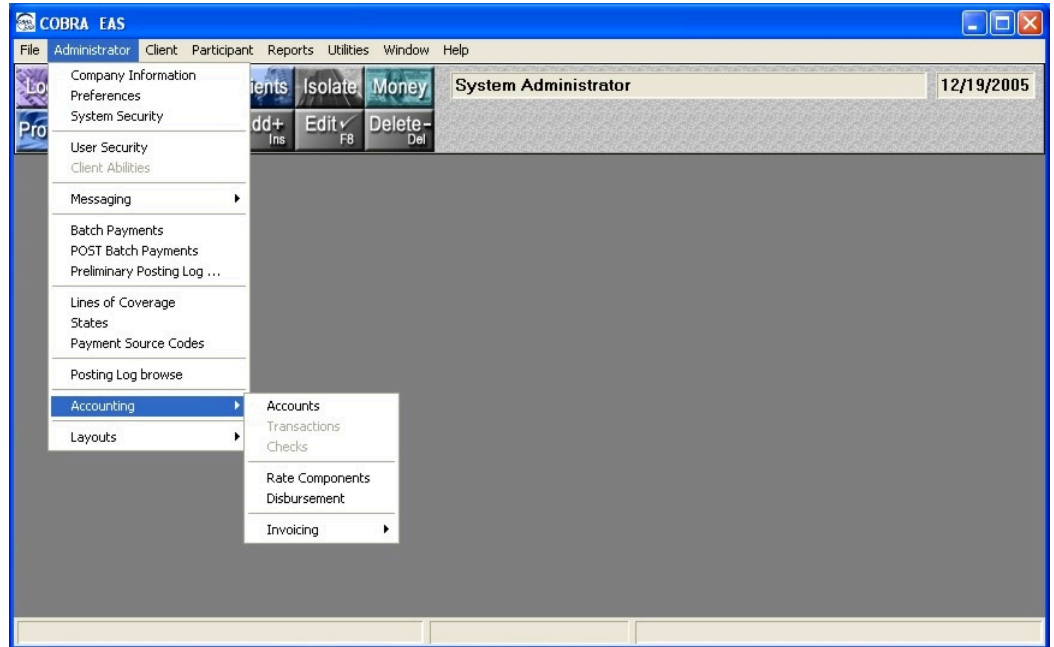 COBRA EAS
File Administrator Client Participant Reports Utilities Window Help
Company Information
Preferences
System Security
User Security
Client Abilities
Messaging
Batch Payments
POST Batch Payments
Preliminary Posting Log ...
Lines of Coverage
States
Payment Source Codes
Posting Log browse
Accounting
Layouts
Accounts
Transactions
Checks
Rate Components
Disbursement
Invoicing
Isolate Money
Edit✓ F8 Delete- Del
Ins
System Administrator
12/19/2005